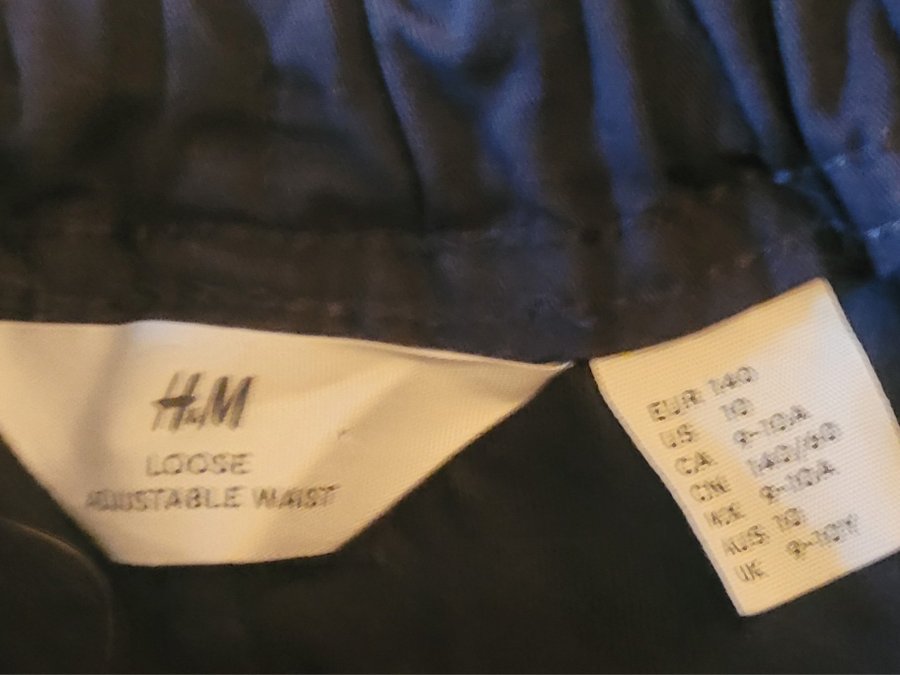 H&M
LOOSE
ADJUSTABLE WAIST
EUR 140
US 10
CA 9-10A
CN 140/60
MX 9-10A
AUS 10
UK 9-10Y